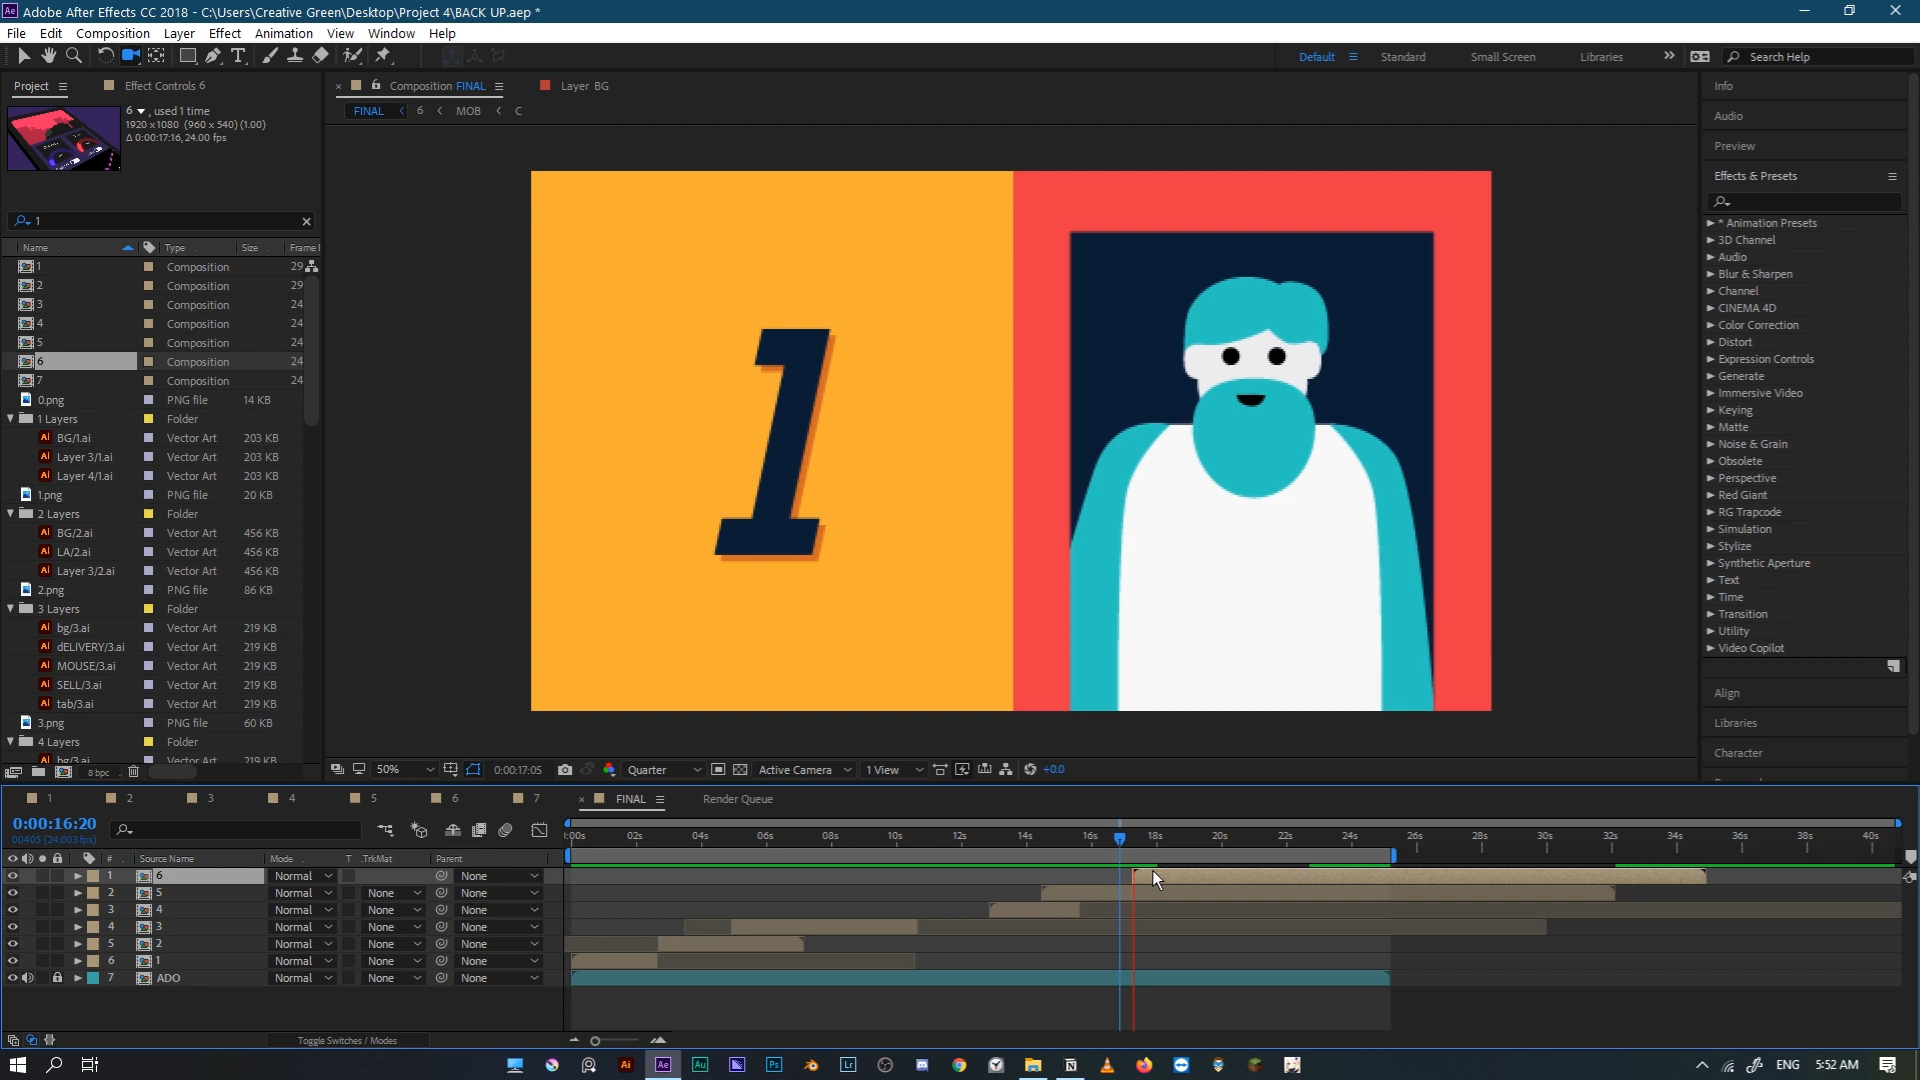 Adobe After Effects CC 2018 - C:\Users\Creative Green\Desktop\Project 4\BACK UP.aep *
File Edit Composition Layer Effect Animation View Window Help
Default Standard Small Screen Libraries Search Help
Project Effect Controls 6
6 , used 1 time
1920 x 1080 (960 x 540) (1.00)
Δ 0:00:17:16, 24.00 fps
1
Name Type Size Frame
1 Composition 29
2 Composition 29
3 Composition 24
4 Composition 24
5 Composition 24
6 Composition 24
7 Composition 24
0.png PNG file 14 KB
1 Layers Folder
BG/1.ai Vector Art 203 KB
Layer 3/1.ai Vector Art 203 KB
Layer 4/1.ai Vector Art 203 KB
1.png PNG file 20 KB
2 Layers Folder
BG/2.ai Vector Art 456 KB
LA/2.ai Vector Art 456 KB
Layer 3/2.ai Vector Art 456 KB
2.png PNG file 86 KB
3 Layers Folder
bg/3.ai Vector Art 219 KB
dELIVERY/3.ai Vector Art 219 KB
MOUSE/3.ai Vector Art 219 KB
SELL/3.ai Vector Art 219 KB
tab/3.ai Vector Art 219 KB
3.png PNG file 60 KB
4 Layers Folder
8 bpc
Composition FINAL Layer BG
FINAL 6 MOB C
1
50% 0:00:17:05 Quarter Active Camera 1 View +0.0
Info
Audio
Preview
Effects & Presets
* Animation Presets
3D Channel
Audio
Blur & Sharpen
Channel
CINEMA 4D
Color Correction
Distort
Expression Controls
Generate
Immersive Video
Keying
Matte
Noise & Grain
Obsolete
Perspective
Red Giant
RG Trapcode
Simulation
Stylize
Synthetic Aperture
Text
Time
Transition
Utility
Video Copilot
Align
Libraries
Character
1 2 3 4 5 6 7 FINAL Render Queue
0:00:16:20
00405 (24.003 fps)
:00s 02s 04s 06s 08s 10s 12s 14s 16s 18s 20s 22s 24s 26s 28s 30s 32s 34s 36s 38s 40s
# Source Name Mode T .TrkMat Parent
1 6 Normal None
2 5 Normal None None
3 4 Normal None None
4 3 Normal None None
5 2 Normal None None
6 1 Normal None None
7 ADO Normal None None
Toggle Switches / Modes
ENG 5:52 AM